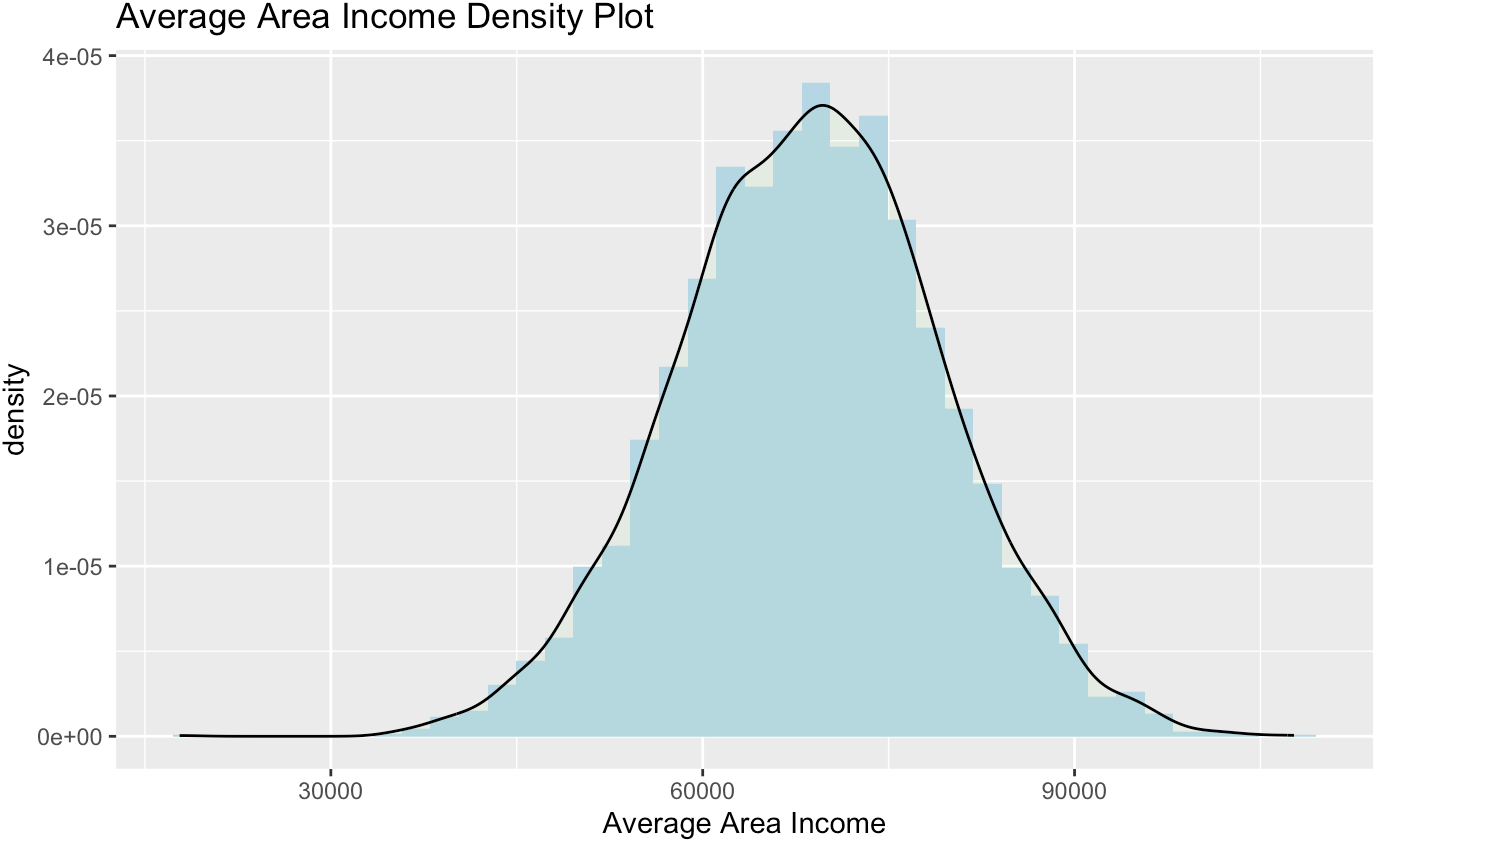 Average Area Income Density Plot
4e-05
3e-05
2e-05
1e-05
0e+00
density
30000 60000 90000
Average Area Income